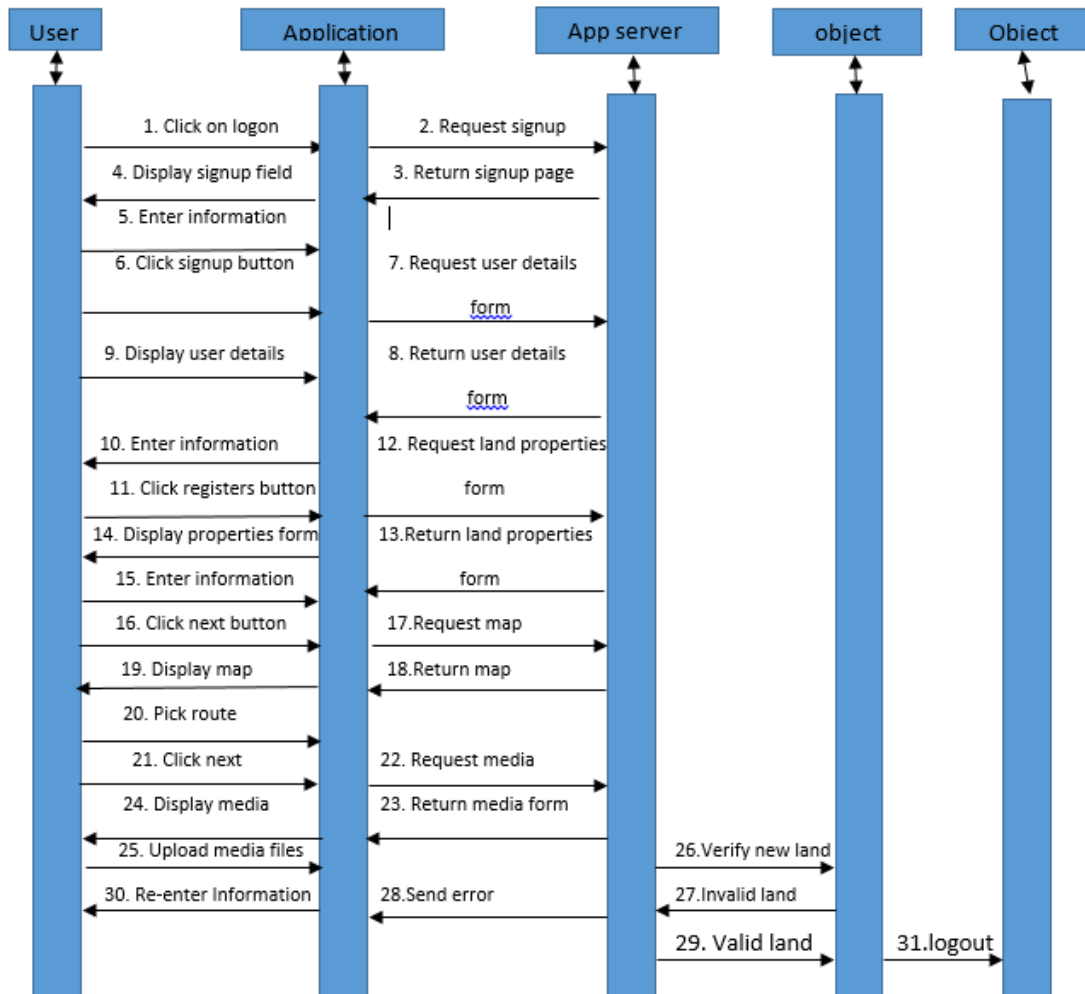 User
Application
App server
object
Object
1. Click on logon
2. Request signup
4. Display signup field
3. Return signup page
5. Enter information
6. Click signup button
7. Request user details
form
9. Display user details
8. Return user details
form
10. Enter information
12. Request land properties
11. Click registers button
form
14. Display properties form
13.Return land properties
15. Enter information
form
16. Click next button
17.Request map
19. Display map
18.Return map
20. Pick route
21. Click next
22. Request media
24. Display media
23. Return media form
25. Upload media files
26.Verify new land
30. Re-enter Information
28.Send error
27.Invalid land
29. Valid land
31.logout